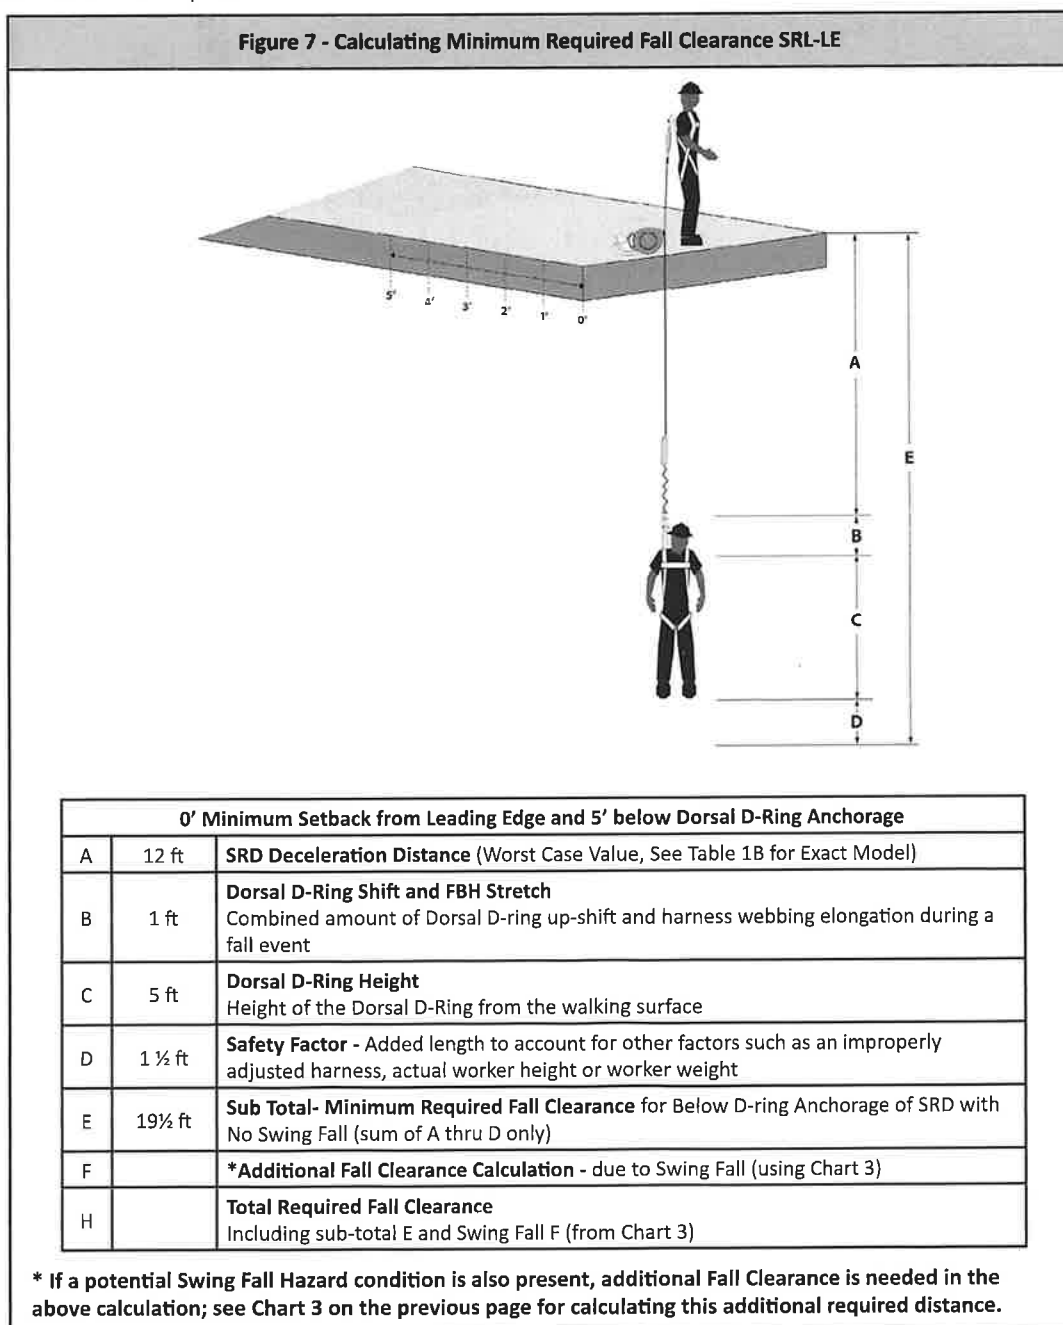 Figure 7 - Calculating Minimum Required Fall Clearance SRL-LE
5' 4' 3' 2' 1' 0'
A
E
B
C
D
0' Minimum Setback from Leading Edge and 5' below Dorsal D-Ring Anchorage
A 12 ft SRD Deceleration Distance (Worst Case Value, See Table 1B for Exact Model)
B 1 ft Dorsal D-Ring Shift and FBH Stretch
Combined amount of Dorsal D-ring up-shift and harness webbing elongation during a
fall event
C 5 ft Dorsal D-Ring Height
Height of the Dorsal D-Ring from the walking surface
D 1 ½ ft Safety Factor - Added length to account for other factors such as an improperly
adjusted harness, actual worker height or worker weight
E 19½ ft Sub Total- Minimum Required Fall Clearance for Below D-ring Anchorage of SRD with
No Swing Fall (sum of A thru D only)
F *Additional Fall Clearance Calculation - due to Swing Fall (using Chart 3)
H Total Required Fall Clearance
Including sub-total E and Swing Fall F (from Chart 3)
* If a potential Swing Fall Hazard condition is also present, additional Fall Clearance is needed in the
above calculation; see Chart 3 on the previous page for calculating this additional required distance.